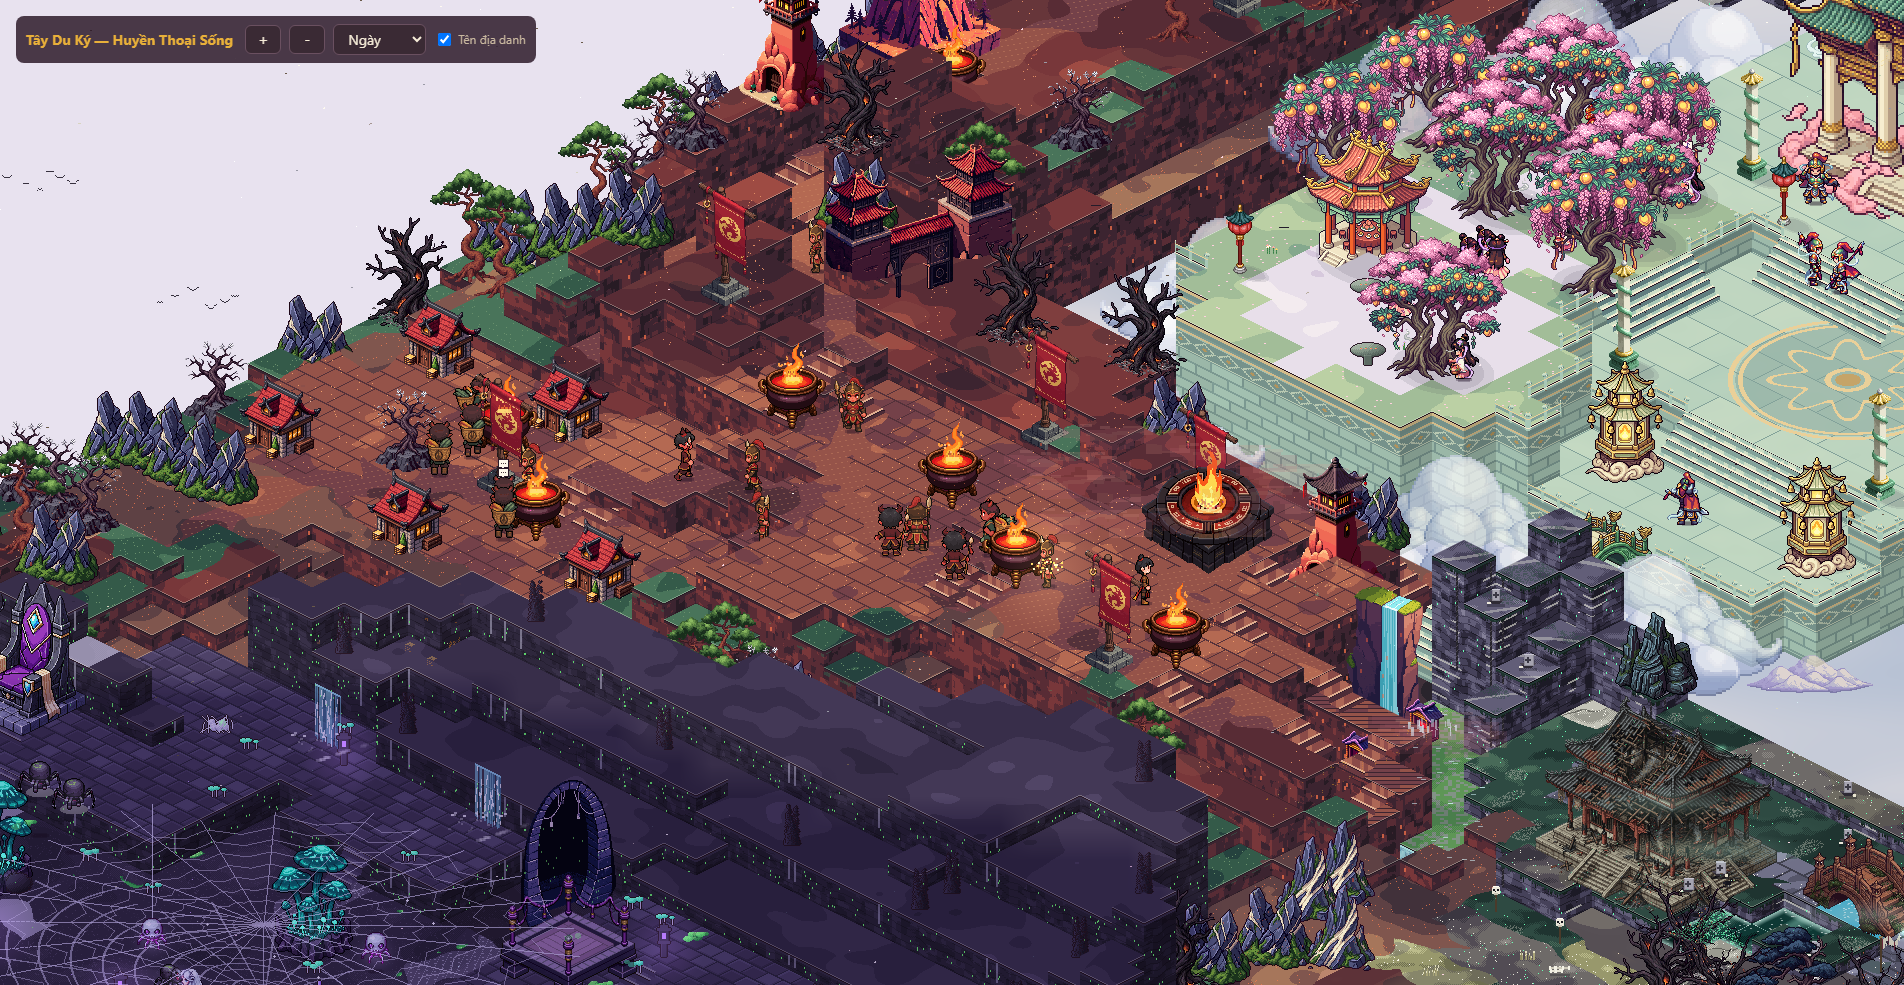 Tây Du Ký — Huyền Thoại Sống + - Ngày Tên địa danh